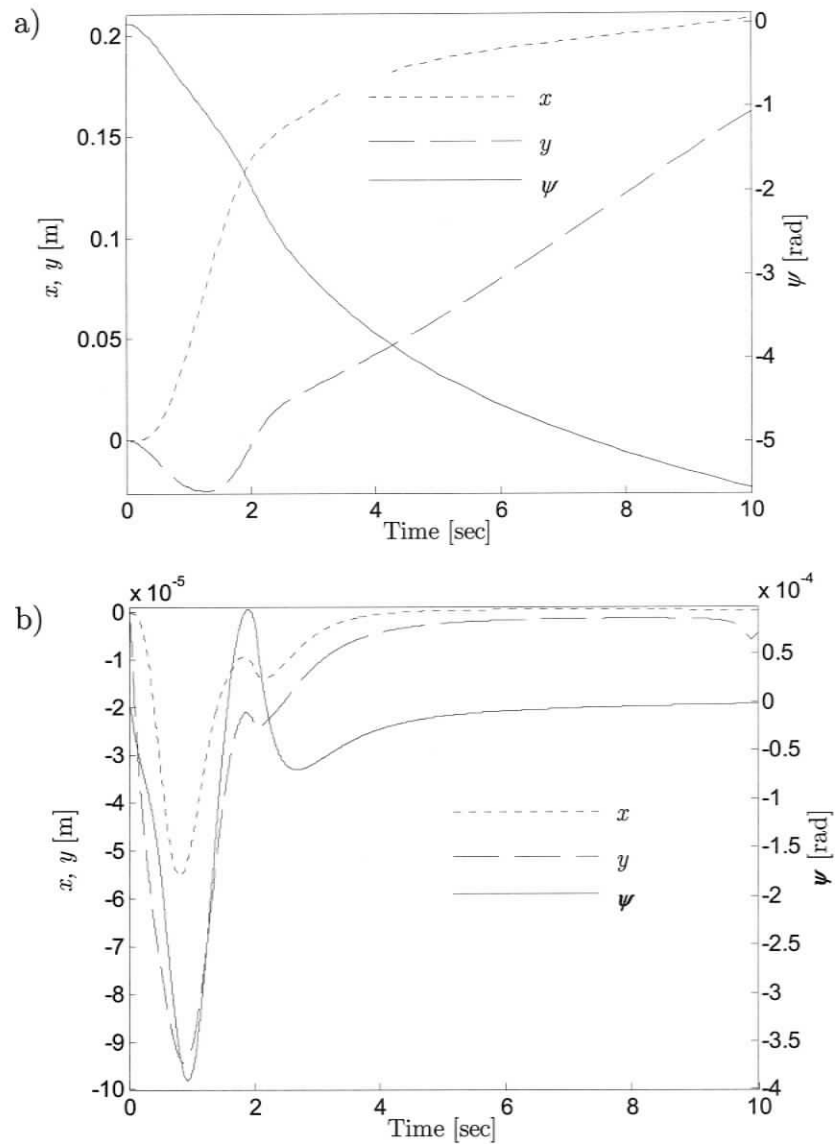 a)
0.2
0.15
0.1
0.05
0
x, y [m]
0
-1
-2
-3
-4
-5
ψ [rad]
x
y
ψ
0 2 4 6 8 10
Time [sec]
b)
x 10-5
x 10-4
0
-1
-2
-3
-4
-5
-6
-7
-8
-9
-10
x, y [m]
0.5
0
-0.5
-1
-1.5
-2
-2.5
-3
-3.5
-4
ψ [rad]
x
y
ψ
0 2 4 6 8 10
Time [sec]